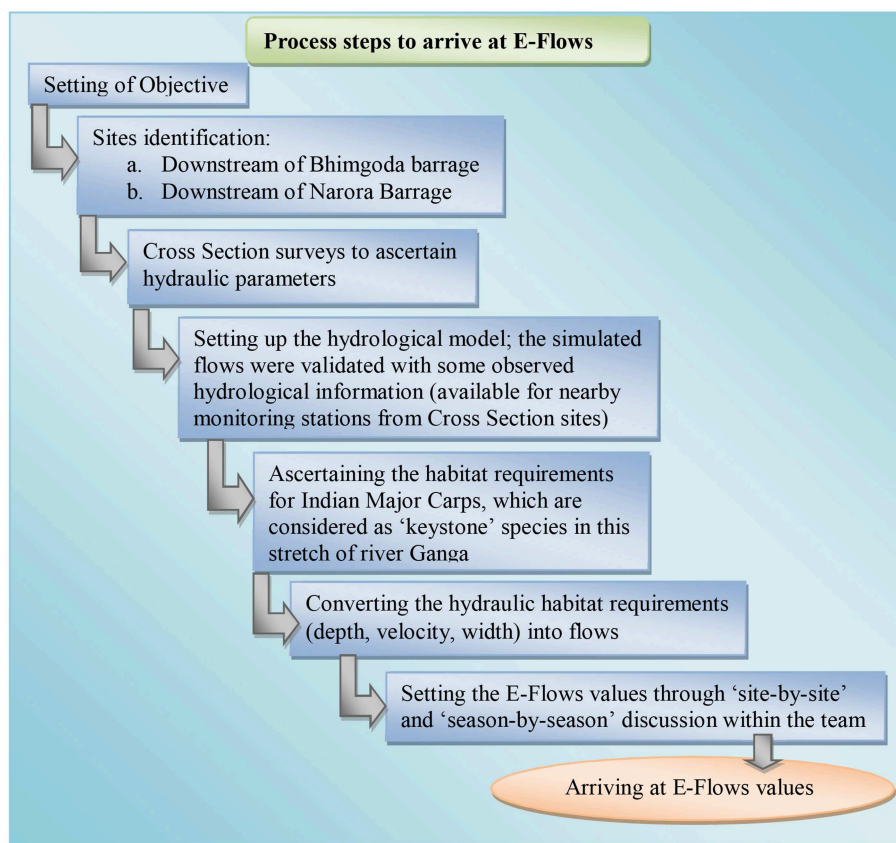 Process steps to arrive at E-Flows
Setting of Objective
Sites identification:
a. Downstream of Bhimgoda barrage
b. Downstream of Narora Barrage
Cross Section surveys to ascertain
hydraulic parameters
Setting up the hydrological model; the simulated
flows were validated with some observed
hydrological information (available for nearby
monitoring stations from Cross Section sites)
Ascertaining the habitat requirements
for Indian Major Carps, which are
considered as ‘keystone’ species in this
stretch of river Ganga
Converting the hydraulic habitat requirements
(depth, velocity, width) into flows
Setting the E-Flows values through ‘site-by-site’
and ‘season-by-season’ discussion within the team
Arriving at E-Flows values